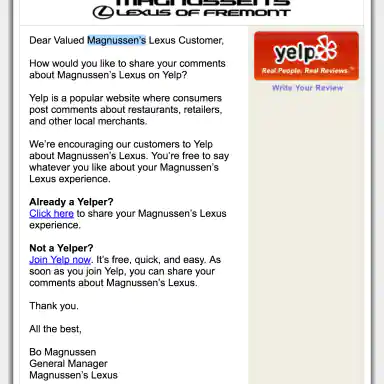 MAGNUSSEN'S
LEXUS OF FREMONT
Dear Valued Magnussen's Lexus Customer,
How would you like to share your comments
about Magnussen's Lexus on Yelp?
Yelp is a popular website where consumers
post comments about restaurants, retailers,
and other local merchants.
We're encouraging our customers to Yelp
about Magnussen's Lexus. You're free to say
whatever you like about your Magnussen's
Lexus experience.
Already a Yelper?
Click here to share your Magnussen's Lexus
experience.
Not a Yelper?
Join Yelp now. It's free, quick, and easy. As
soon as you join Yelp, you can share your
comments about Magnussen's Lexus.
Thank you.
All the best,
Bo Magnussen
General Manager
Magnussen's Lexus
yelp
Real People. Real Reviews.™
Write Your Review